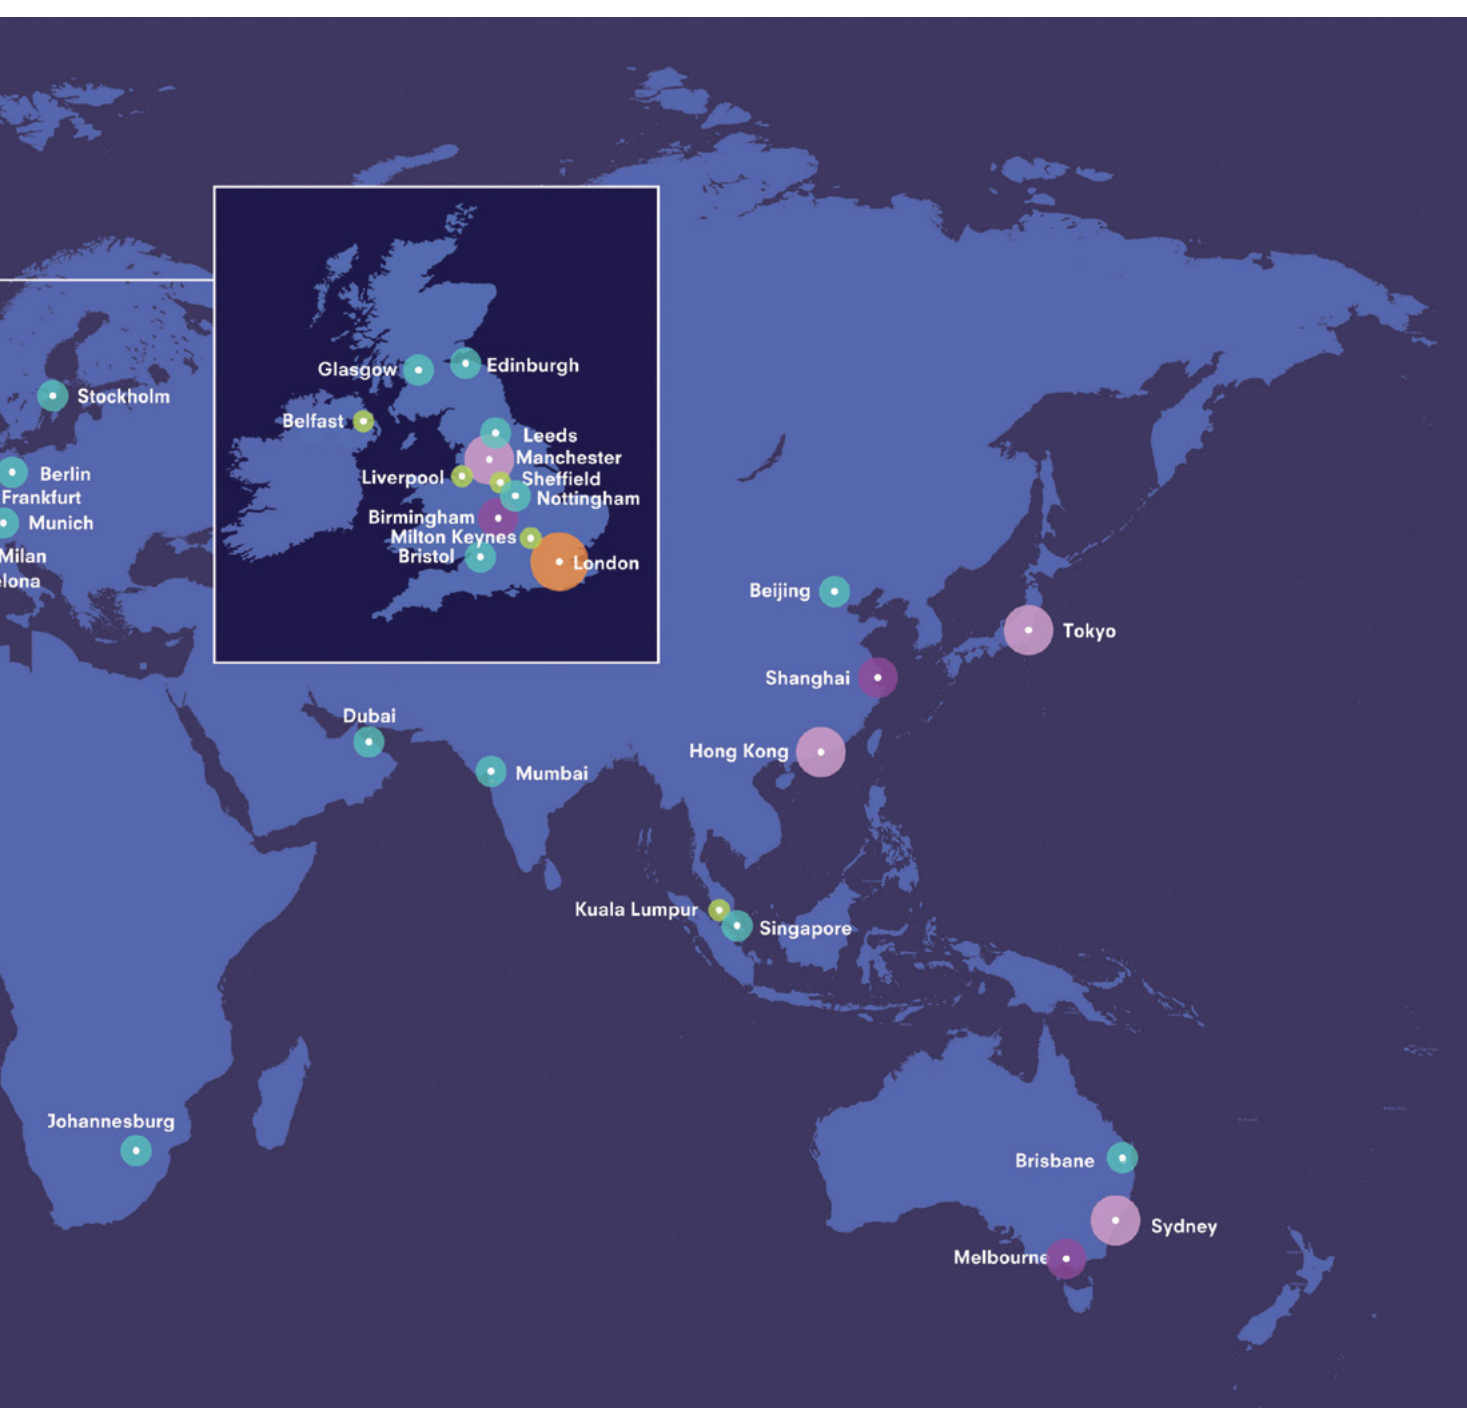 Stockholm
Berlin
Frankfurt
Munich
Milan
elona
Glasgow
Edinburgh
Belfast
Leeds
Manchester
Liverpool
Sheffield
Nottingham
Birmingham
Milton Keynes
Bristol
London
Beijing
Tokyo
Shanghai
Dubai
Hong Kong
Mumbai
Kuala Lumpur
Singapore
Johannesburg
Brisbane
Sydney
Melbourne